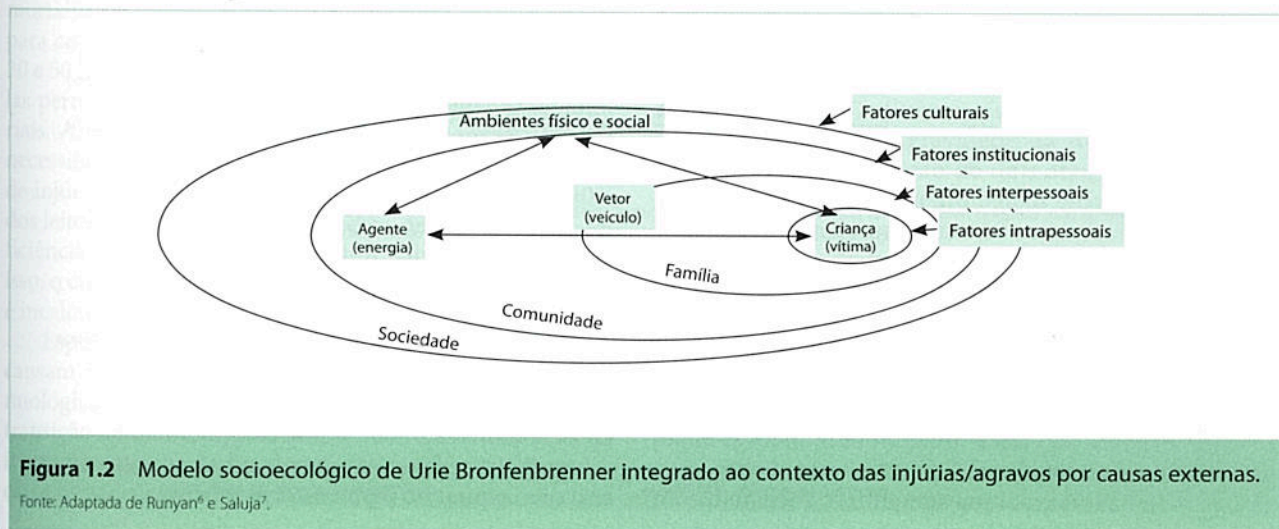 Fatores culturais
Ambientes físico e social
Fatores institucionais
Fatores interpessoais
Vetor
(veículo)
Agente
(energia)
Criança
(vítima)
Fatores intrapessoais
Família
Comunidade
Sociedade
Figura 1.2 Modelo socioecológico de Urie Bronfenbrenner integrado ao contexto das injúrias/agravos por causas externas.
Fonte: Adaptada de Runyan⁶ e Saluja⁷.